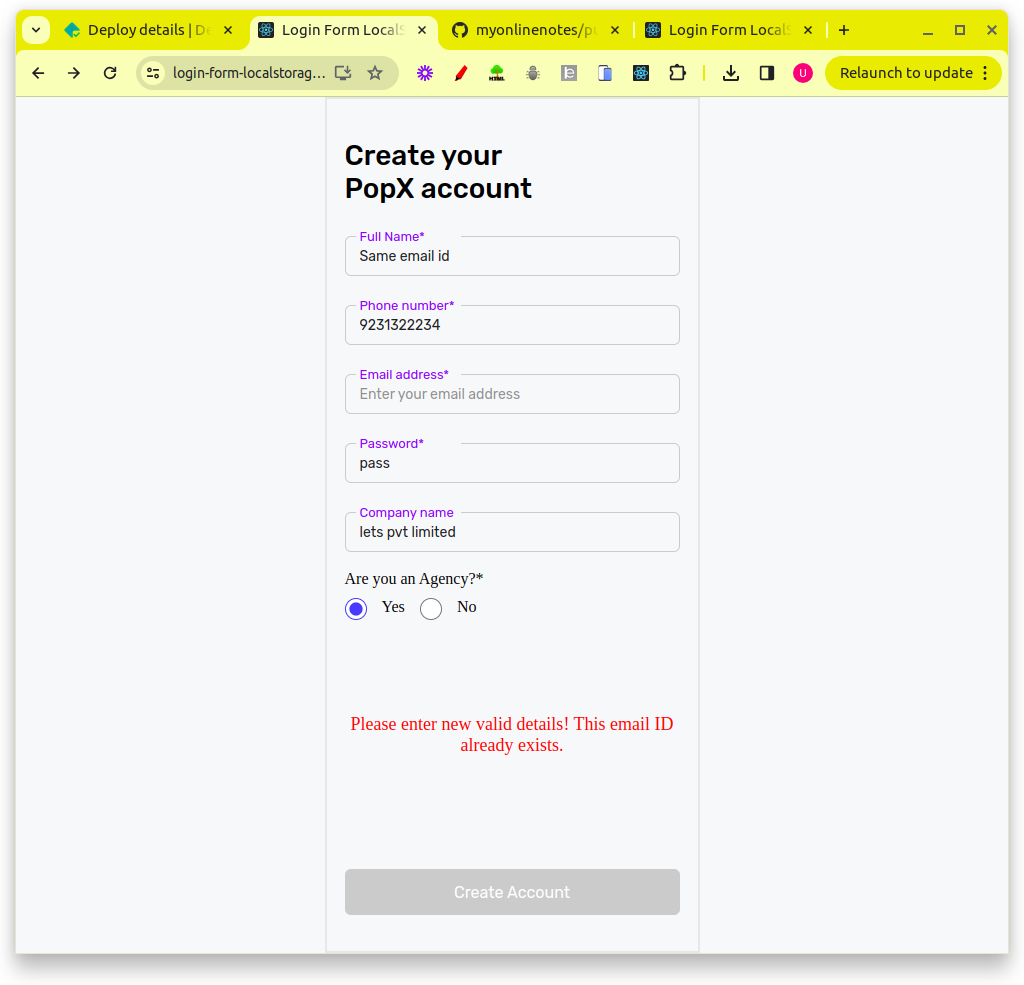 Deploy details | De
Login Form LocalS
myonlinenotes/pu
Login Form LocalS
login-form-localstorag...
HTML
U
Relaunch to update
Create your
PopX account
Full Name*
Same email id
Phone number*
9231322234
Email address*
Enter your email address
Password*
pass
Company name
lets pvt limited
Are you an Agency?*
Yes No
Please enter new valid details! This email ID
already exists.
Create Account